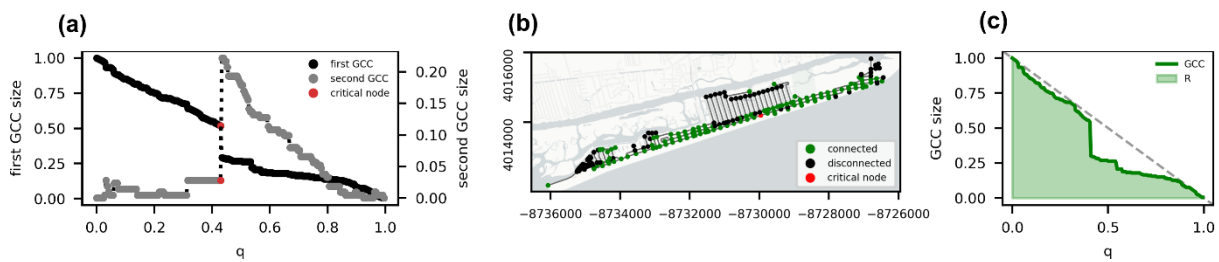 (a)
first GCC size
1.00
0.75
0.50
0.25
0.00
first GCC
second GCC
critical node
0.20
0.15
0.10
0.05
0.00
second GCC size
0.0 0.2 0.4 0.6 0.8 1.0
q
(b)
4016000
4014000
connected
disconnected
critical node
−8736000 −8734000 −8732000 −8730000 −8728000 −8726000
(c)
GCC size
1.00
0.75
0.50
0.25
0.00
GCC
R
0.0 0.5 1.0
q